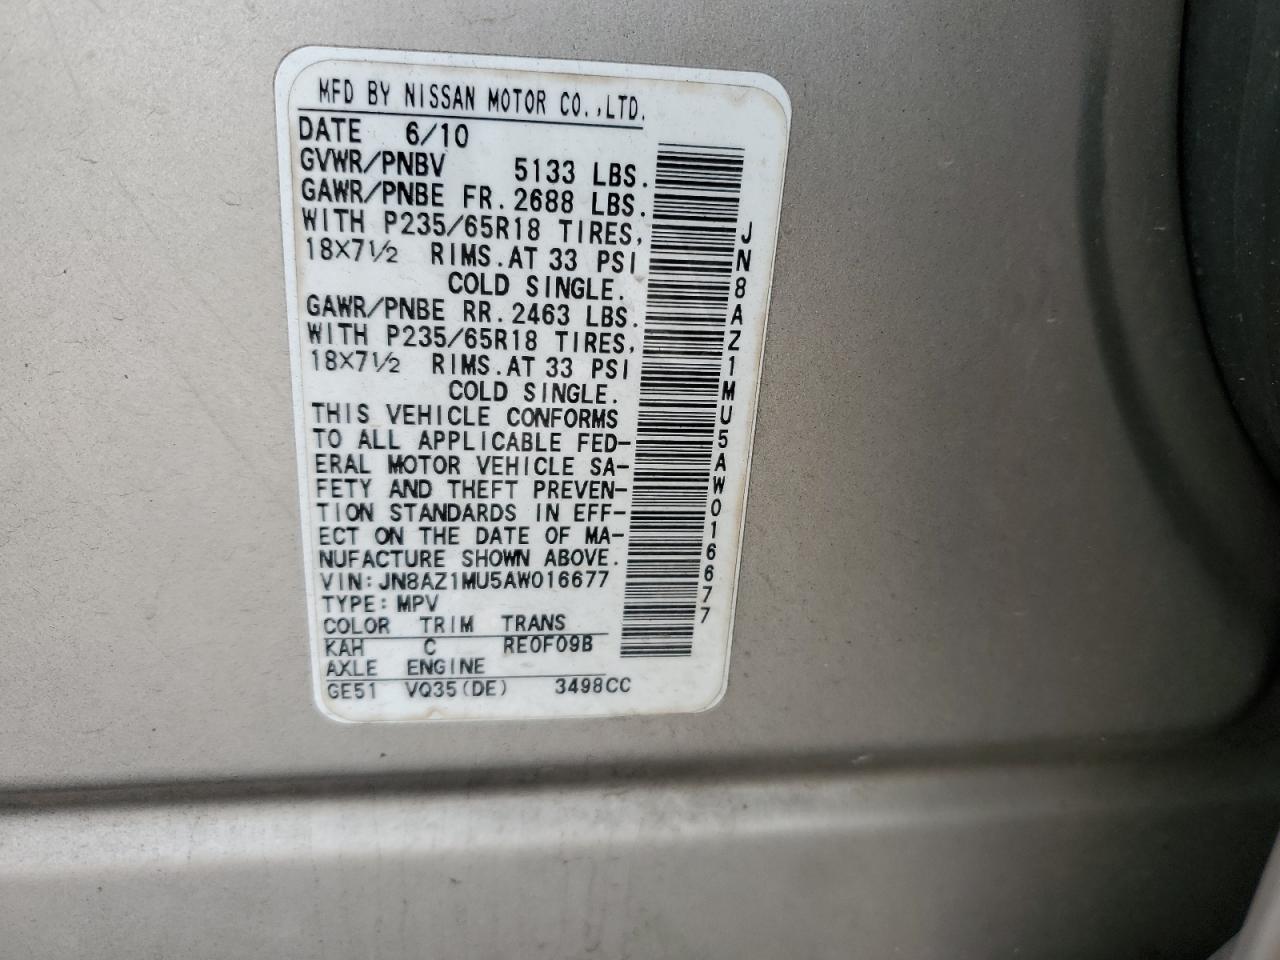 MFD BY NISSAN MOTOR CO.,LTD.
DATE 6/10
GVWR/PNBV 5133 LBS.
GAWR/PNBE FR. 2688 LBS.
WITH P235/65R18 TIRES,
18X7½ RIMS. AT 33 PSI
COLD SINGLE.
GAWR/PNBE RR. 2463 LBS.
WITH P235/65R18 TIRES,
18X7½ RIMS. AT 33 PSI
COLD SINGLE.
THIS VEHICLE CONFORMS
TO ALL APPLICABLE FED-
ERAL MOTOR VEHICLE SA-
FETY AND THEFT PREVEN-
TION STANDARDS IN EFF-
ECT ON THE DATE OF MA-
NUFACTURE SHOWN ABOVE.
VIN: JN8AZ1MU5AW016677
TYPE: MPV
COLOR TRIM TRANS
KAH C RE0F09B
AXLE ENGINE
GE51 VQ35(DE) 3498CC
JN8AZ1MU5AW016677